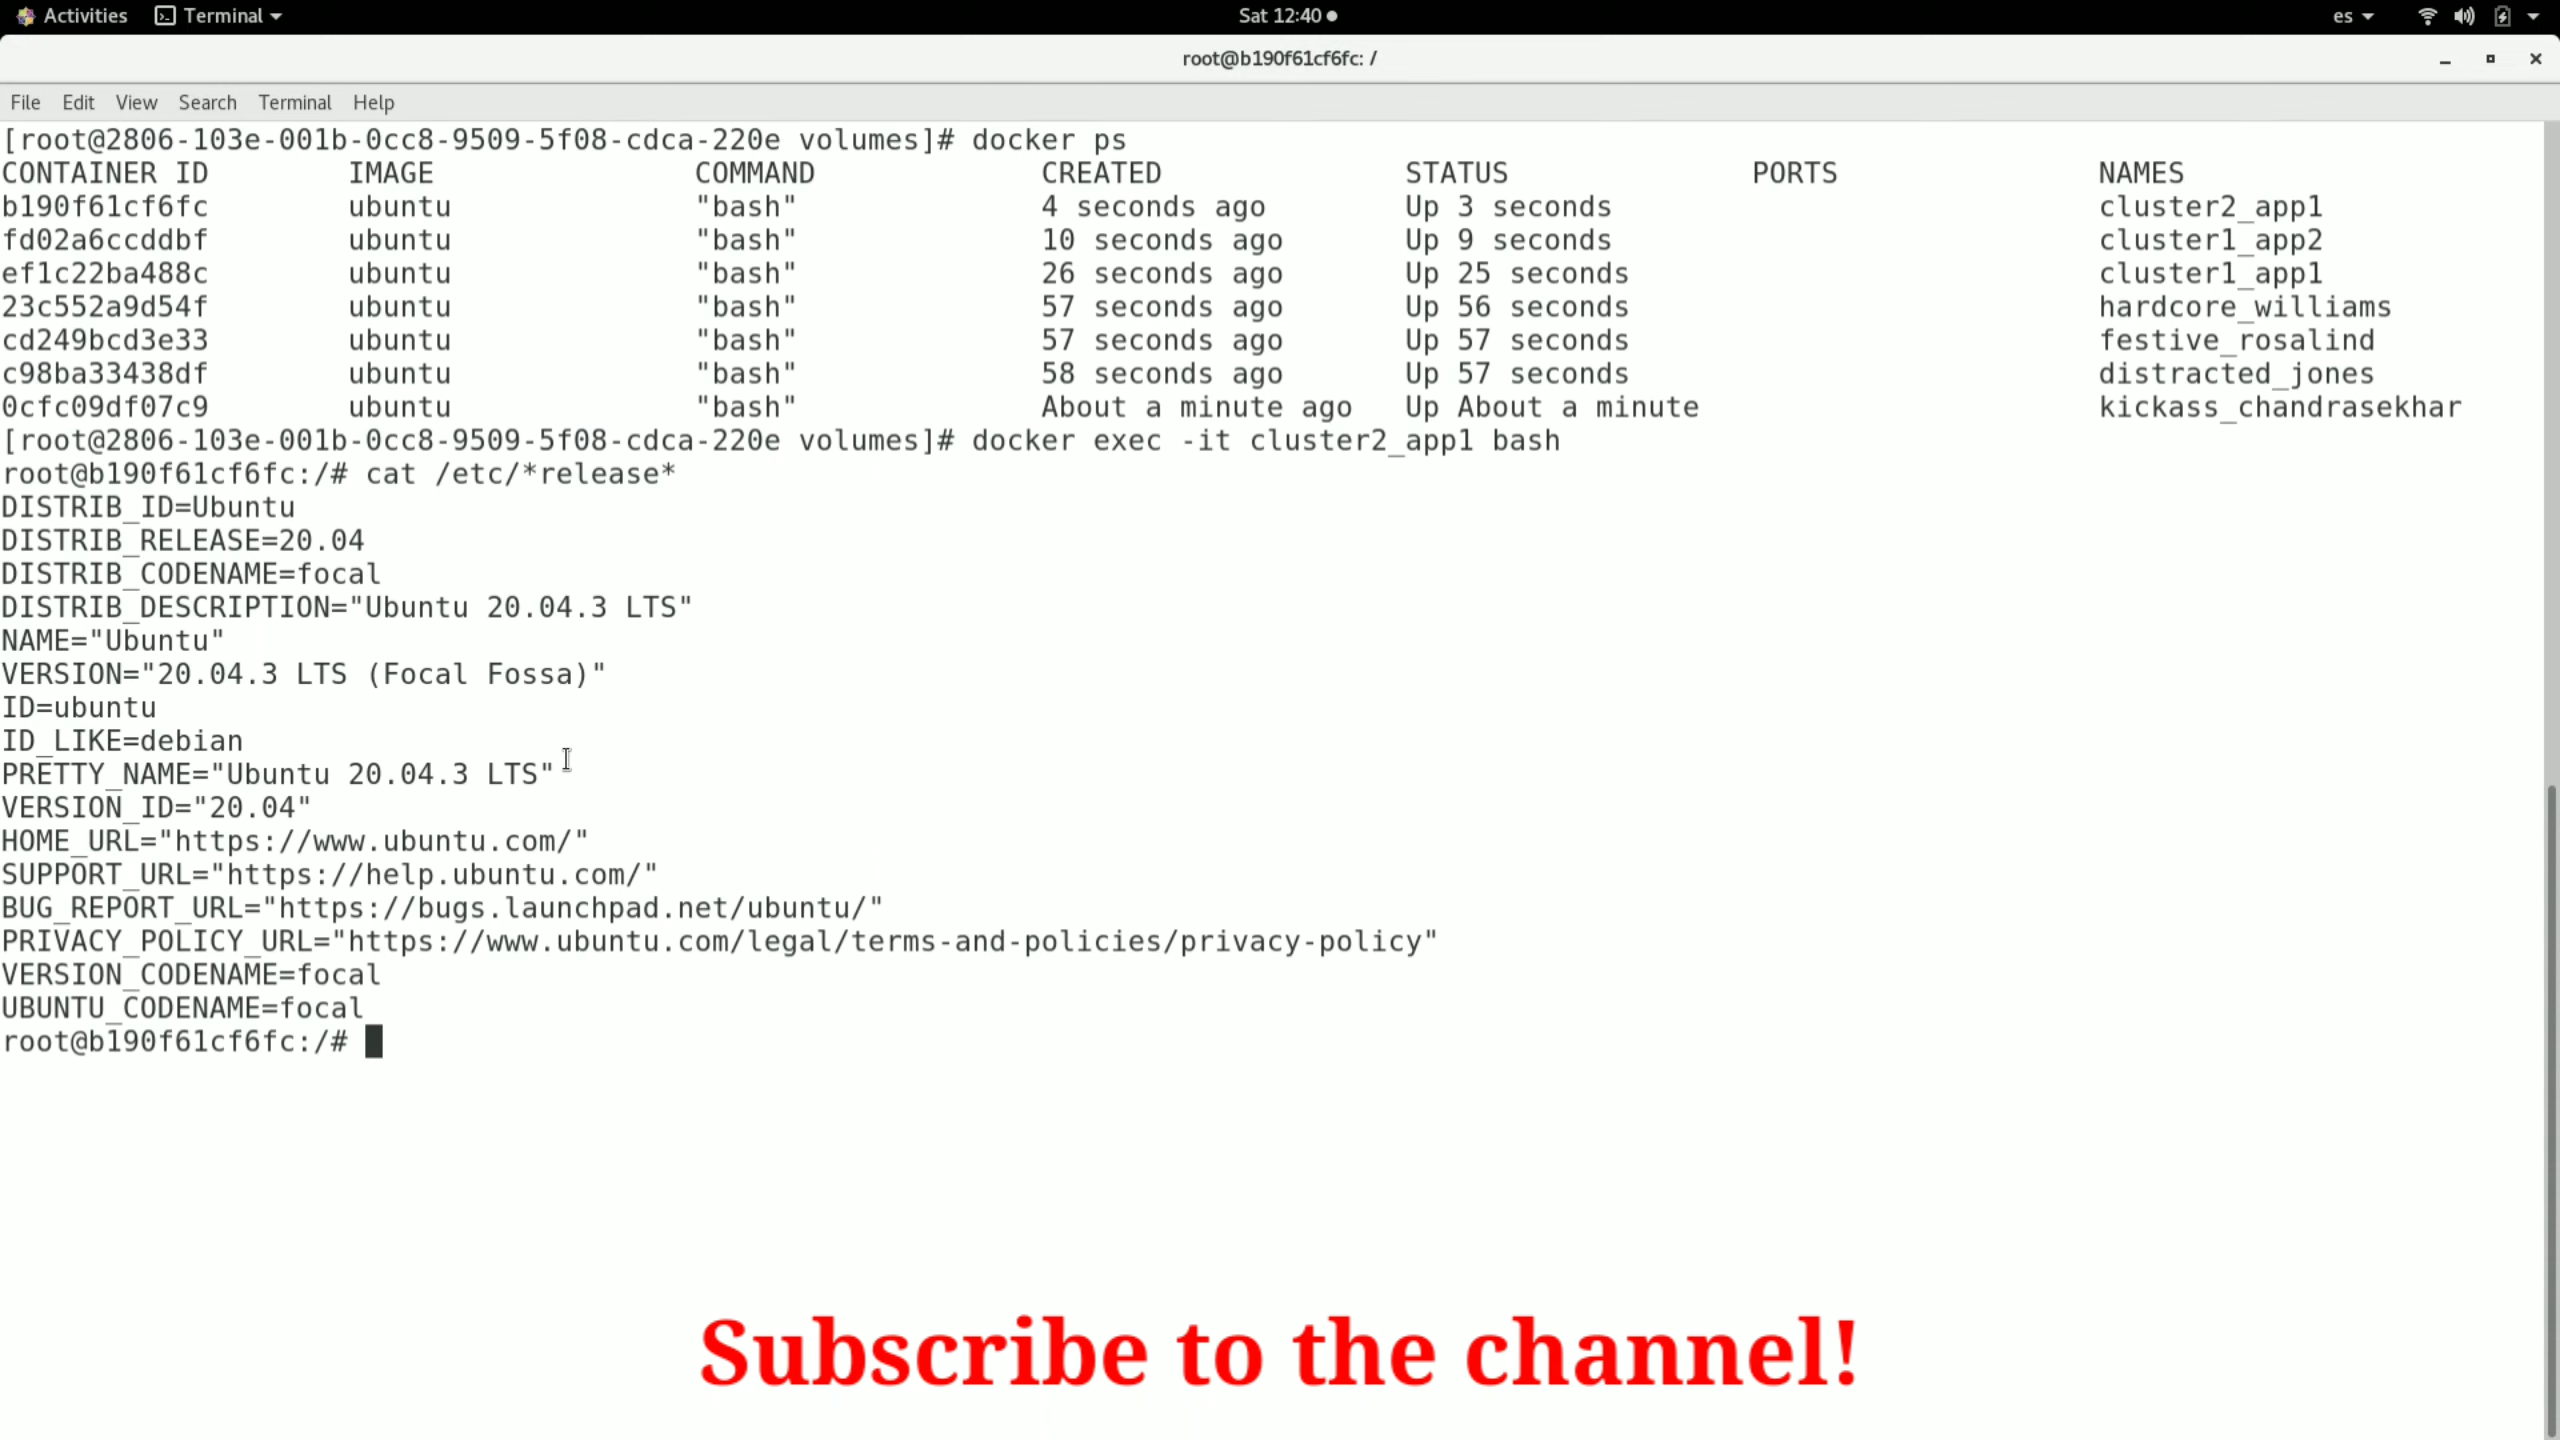 Activities Terminal Sat 12:40 es
root@b190f61cf6fc: /
File Edit View Search Terminal Help
[root@2806-103e-001b-0cc8-9509-5f08-cdca-220e volumes]# docker ps
CONTAINER ID IMAGE COMMAND CREATED STATUS PORTS NAMES
b190f61cf6fc ubuntu "bash" 4 seconds ago Up 3 seconds cluster2_app1
fd02a6ccddbf ubuntu "bash" 10 seconds ago Up 9 seconds cluster1_app2
ef1c22ba488c ubuntu "bash" 26 seconds ago Up 25 seconds cluster1_app1
23c552a9d54f ubuntu "bash" 57 seconds ago Up 56 seconds hardcore_williams
cd249bcd3e33 ubuntu "bash" 57 seconds ago Up 57 seconds festive_rosalind
c98ba33438df ubuntu "bash" 58 seconds ago Up 57 seconds distracted_jones
0cfc09df07c9 ubuntu "bash" About a minute ago Up About a minute kickass_chandrasekhar
[root@2806-103e-001b-0cc8-9509-5f08-cdca-220e volumes]# docker exec -it cluster2_app1 bash
root@b190f61cf6fc:/# cat /etc/*release*
DISTRIB_ID=Ubuntu
DISTRIB_RELEASE=20.04
DISTRIB_CODENAME=focal
DISTRIB_DESCRIPTION="Ubuntu 20.04.3 LTS"
NAME="Ubuntu"
VERSION="20.04.3 LTS (Focal Fossa)"
ID=ubuntu
ID_LIKE=debian
PRETTY_NAME="Ubuntu 20.04.3 LTS"
VERSION_ID="20.04"
HOME_URL="https://www.ubuntu.com/"
SUPPORT_URL="https://help.ubuntu.com/"
BUG_REPORT_URL="https://bugs.launchpad.net/ubuntu/"
PRIVACY_POLICY_URL="https://www.ubuntu.com/legal/terms-and-policies/privacy-policy"
VERSION_CODENAME=focal
UBUNTU_CODENAME=focal
root@b190f61cf6fc:/#
Subscribe to the channel!